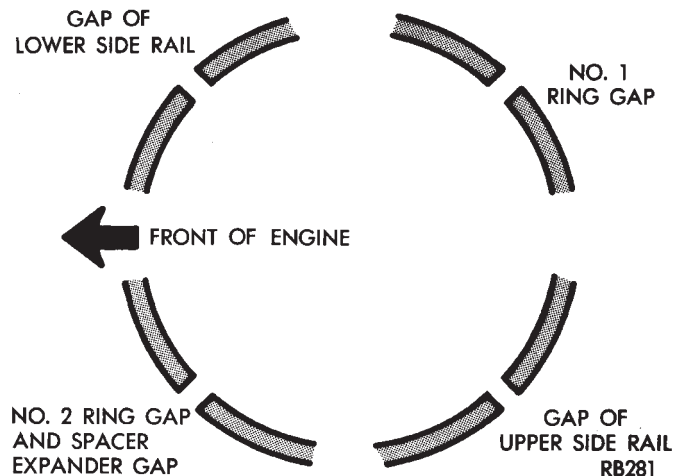 GAP OF
LOWER SIDE RAIL
NO. 1
RING GAP
FRONT OF ENGINE
NO. 2 RING GAP
AND SPACER
EXPANDER GAP
GAP OF
UPPER SIDE RAIL
RB281